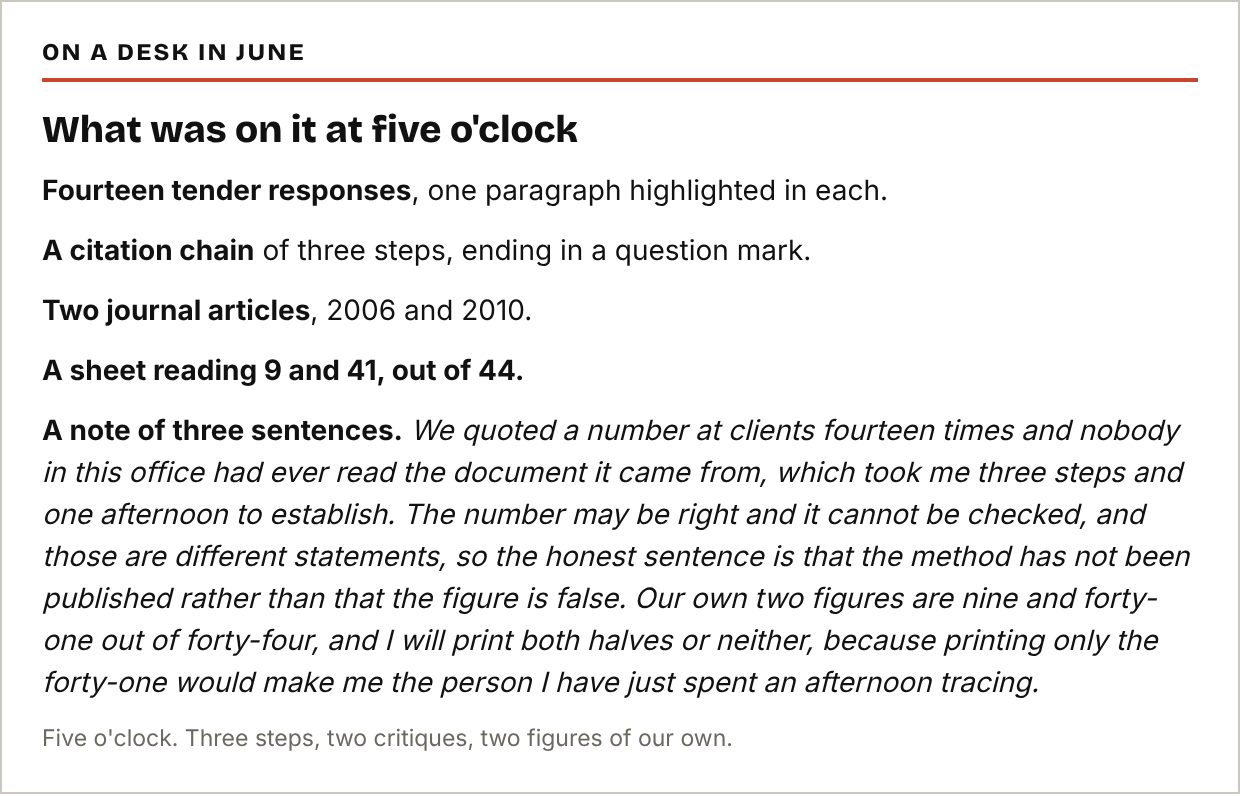 ON A DESK IN JUNE
What was on it at five o'clock
Fourteen tender responses, one paragraph highlighted in each.
A citation chain of three steps, ending in a question mark.
Two journal articles, 2006 and 2010.
A sheet reading 9 and 41, out of 44.
A note of three sentences. We quoted a number at clients fourteen times and nobody
in this office had ever read the document it came from, which took me three steps and
one afternoon to establish. The number may be right and it cannot be checked, and
those are different statements, so the honest sentence is that the method has not been
published rather than that the figure is false. Our own two figures are nine and forty-
one out of forty-four, and I will print both halves or neither, because printing only the
forty-one would make me the person I have just spent an afternoon tracing.
Five o'clock. Three steps, two critiques, two figures of our own.